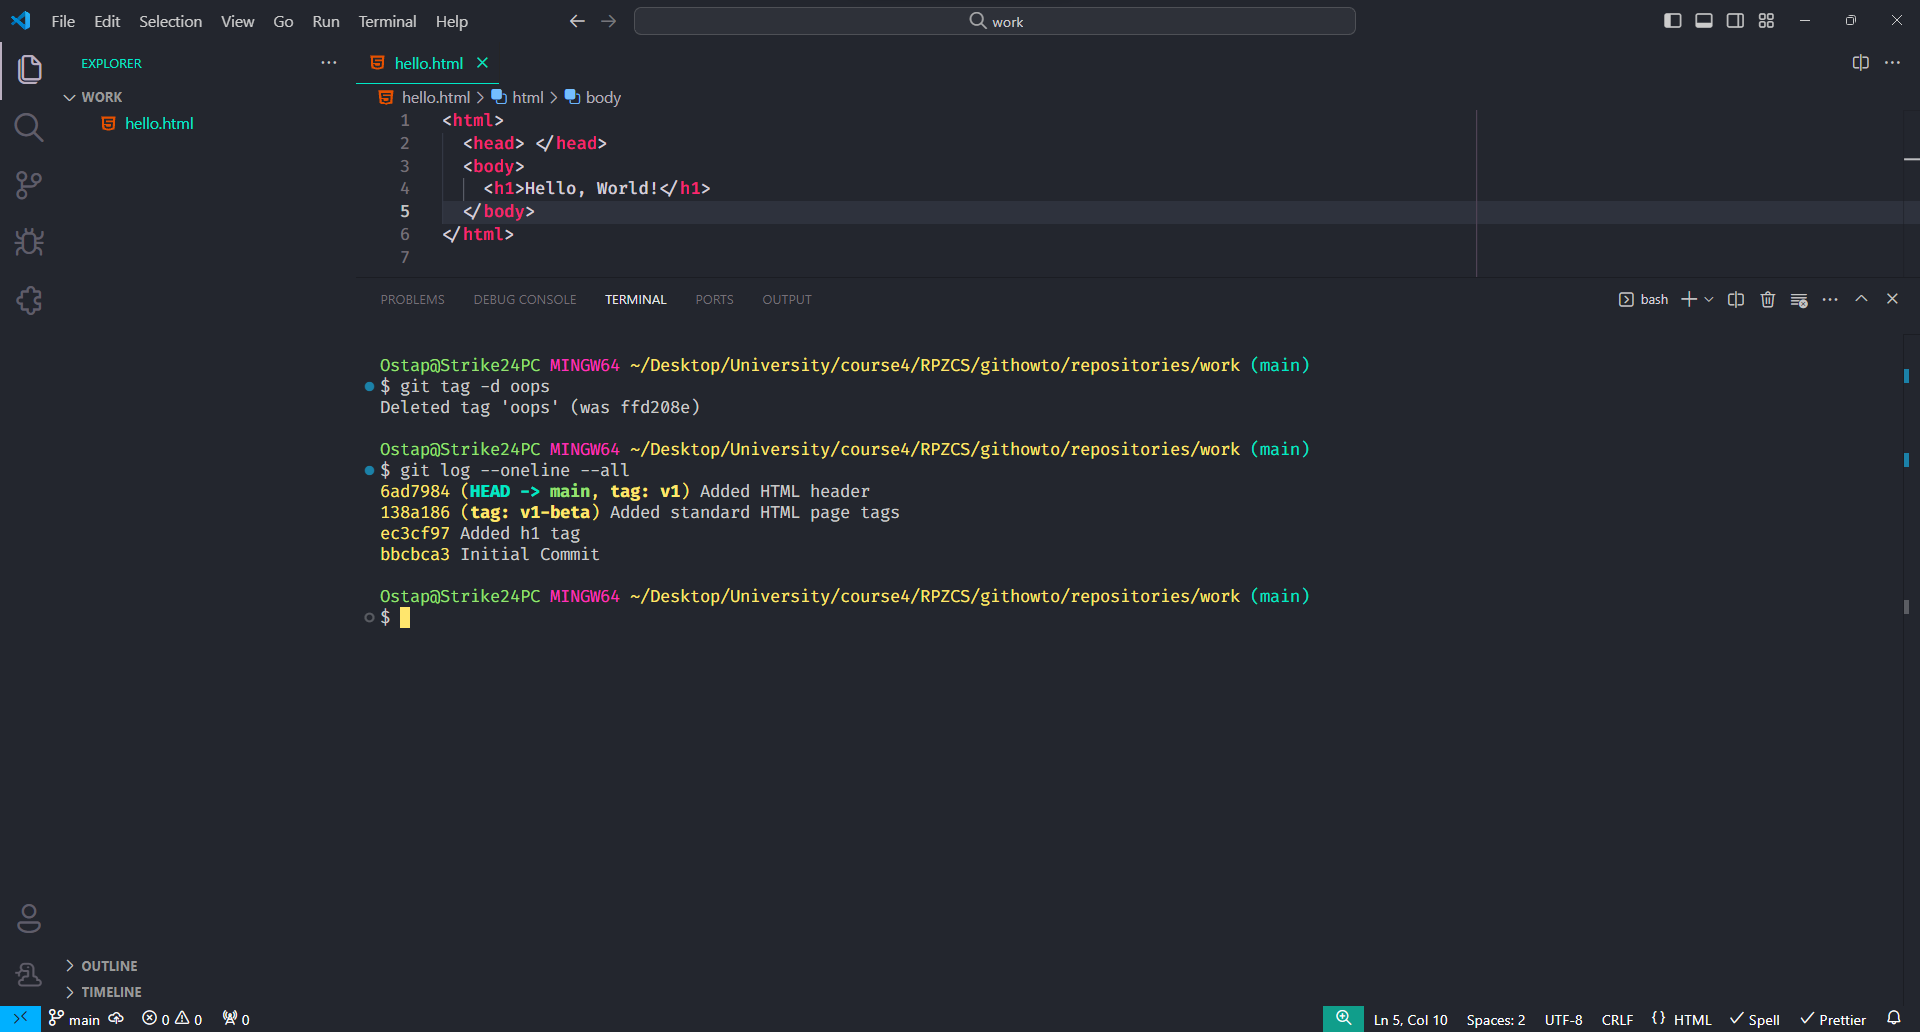 File Edit Selection View Go Run Terminal Help
work
EXPLORER
WORK
hello.html
hello.html
hello.html > html > body
1 <html>
2 <head> </head>
3 <body>
4 <h1>Hello, World!</h1>
5 </body>
6 </html>
7
PROBLEMS DEBUG CONSOLE TERMINAL PORTS OUTPUT
bash
Ostap@Strike24PC MINGW64 ~/Desktop/University/course4/RPZCS/githowto/repositories/work (main)
$ git tag -d oops
Deleted tag 'oops' (was ffd208e)
Ostap@Strike24PC MINGW64 ~/Desktop/University/course4/RPZCS/githowto/repositories/work (main)
$ git log --oneline --all
6ad7984 (HEAD -> main, tag: v1) Added HTML header
138a186 (tag: v1-beta) Added standard HTML page tags
ec3cf97 Added h1 tag
bbcbca3 Initial Commit
Ostap@Strike24PC MINGW64 ~/Desktop/University/course4/RPZCS/githowto/repositories/work (main)
$
OUTLINE
TIMELINE
main 0 0 0 Ln 5, Col 10 Spaces: 2 UTF-8 CRLF {} HTML Spell Prettier